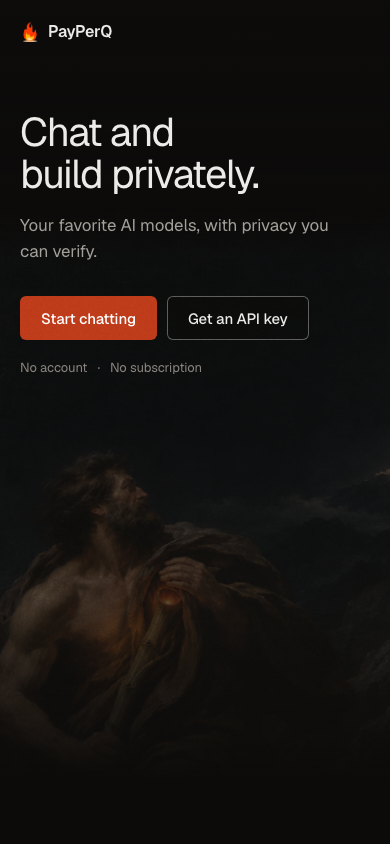 PayPerQ
Chat and
build privately.
Your favorite AI models, with privacy you
can verify.
Start chatting
Get an API key
No account · No subscription